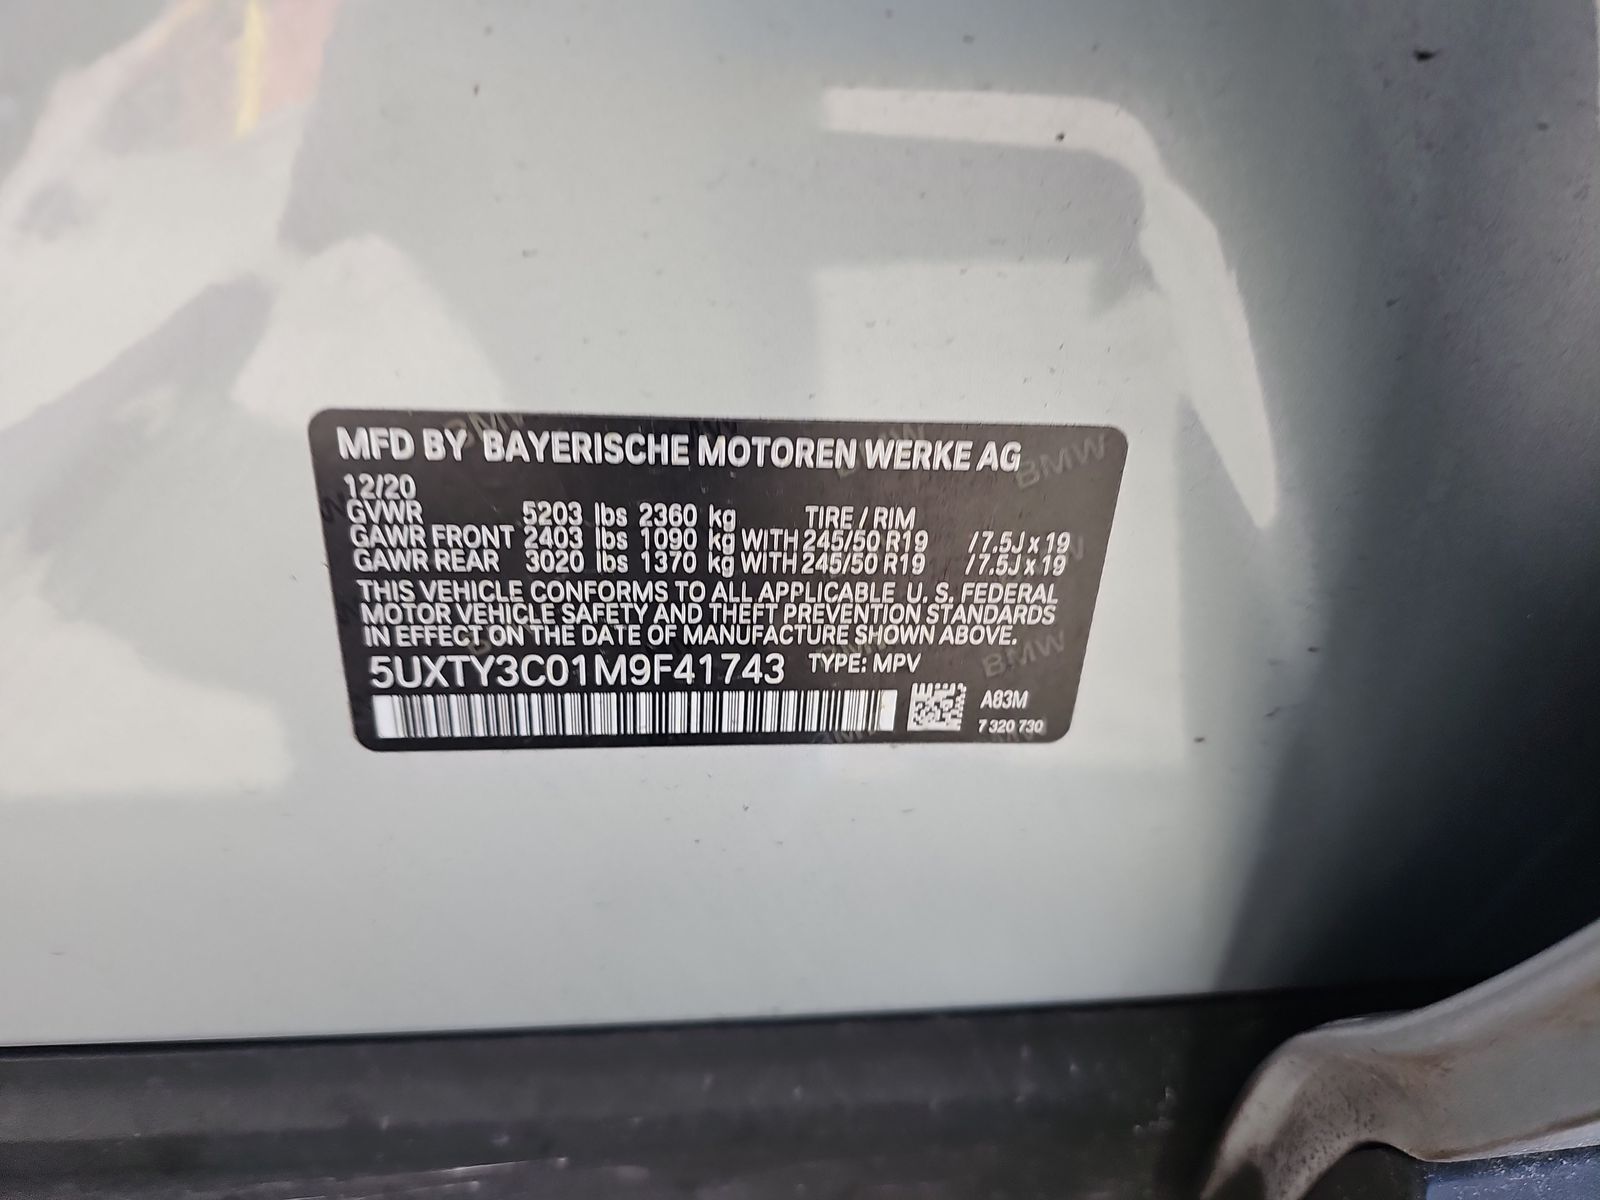 MFD BY BAYERISCHE MOTOREN WERKE AG
12/20
GVWR 5203 lbs 2360 kg TIRE / RIM
GAWR FRONT 2403 lbs 1090 kg WITH 245/50 R19 / 7.5J x 19
GAWR REAR 3020 lbs 1370 kg WITH 245/50 R19 / 7.5J x 19
THIS VEHICLE CONFORMS TO ALL APPLICABLE U. S. FEDERAL
MOTOR VEHICLE SAFETY AND THEFT PREVENTION STANDARDS
IN EFFECT ON THE DATE OF MANUFACTURE SHOWN ABOVE.
5UXTY3C01M9F41743 TYPE: MPV
A83M
7 320 730
BMW
BMW